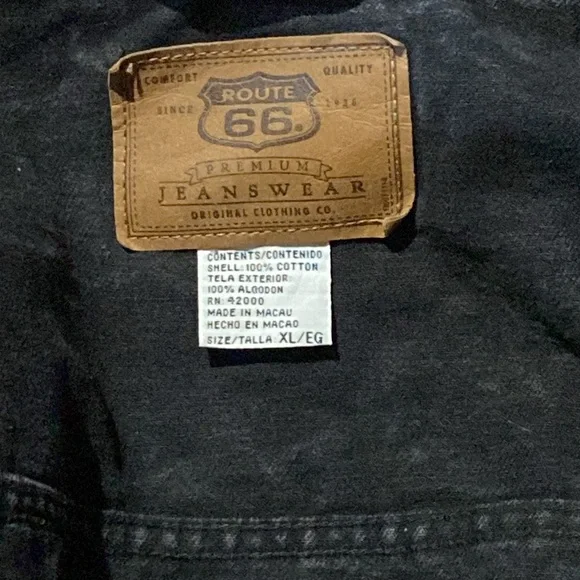 COMFORT QUALITY
ROUTE
SINCE 1926
66.
PREMIUM
JEANSWEAR
ORIGINAL CLOTHING CO.
CONTENTS/CONTENIDO
SHELL: 100% COTTON
TELA EXTERIOR:
100% ALGODON
RN: 42000
MADE IN MACAU
HECHO EN MACAO
SIZE/TALLA: XL/EG